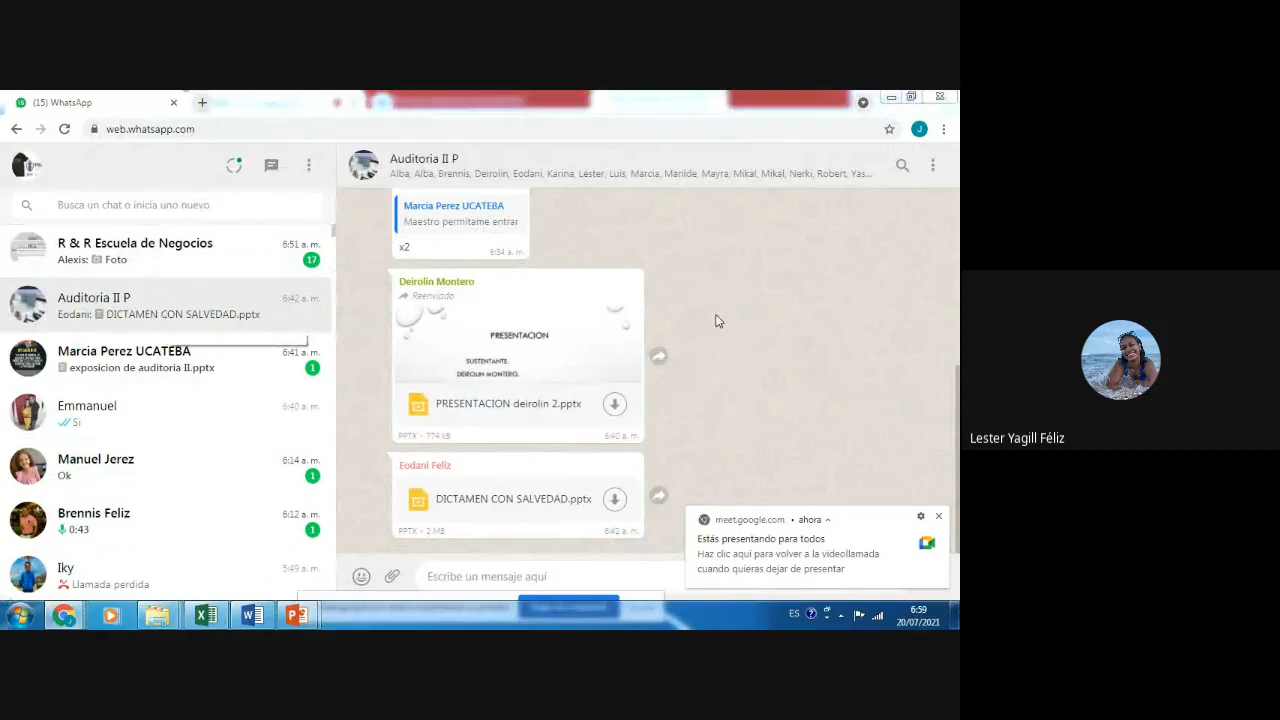 (15) WhatsApp
web.whatsapp.com
J
Busca un chat o inicia uno nuevo
R & R Escuela de Negocios
6:51 a. m.
Alexis: Foto
17
Auditoria II P
6:42 a. m.
Eodani: DICTAMEN CON SALVEDAD.pptx
Marcia Perez UCATEBA
6:41 a. m.
exposicion de auditoria II.pptx
1
Emmanuel
6:40 a. m.
Si
Manuel Jerez
6:14 a. m.
Ok
1
Brennis Feliz
6:12 a. m.
0:43
1
Iky
5:49 a. m.
Llamada perdida
Auditoria II P
Alba, Alba, Brennis, Deirolin, Eodani, Karina, Lester, Luis, Marcia, Marilde, Mayra, Mikal, Mikal, Nerki, Robert, Yas...
Marcia Perez UCATEBA
Maestro permitame entrar
x2
6:34 a. m.
Deirolin Montero
Reenviado
PRESENTACION
SUSTENTANTE.
DEIROLIN MONTERO.
PRESENTACION deirolin 2.pptx
PPTX • 774 kB
6:40 a. m.
Eodani Feliz
DICTAMEN CON SALVEDAD.pptx
PPTX • 2 MB
6:42 a. m.
Escribe un mensaje aquí
meet.google.com • ahora
Estás presentando para todos
Haz clic aquí para volver a la videollamada
cuando quieras dejar de presentar
ES
6:59
20/07/2021
Lester Yagill Féliz